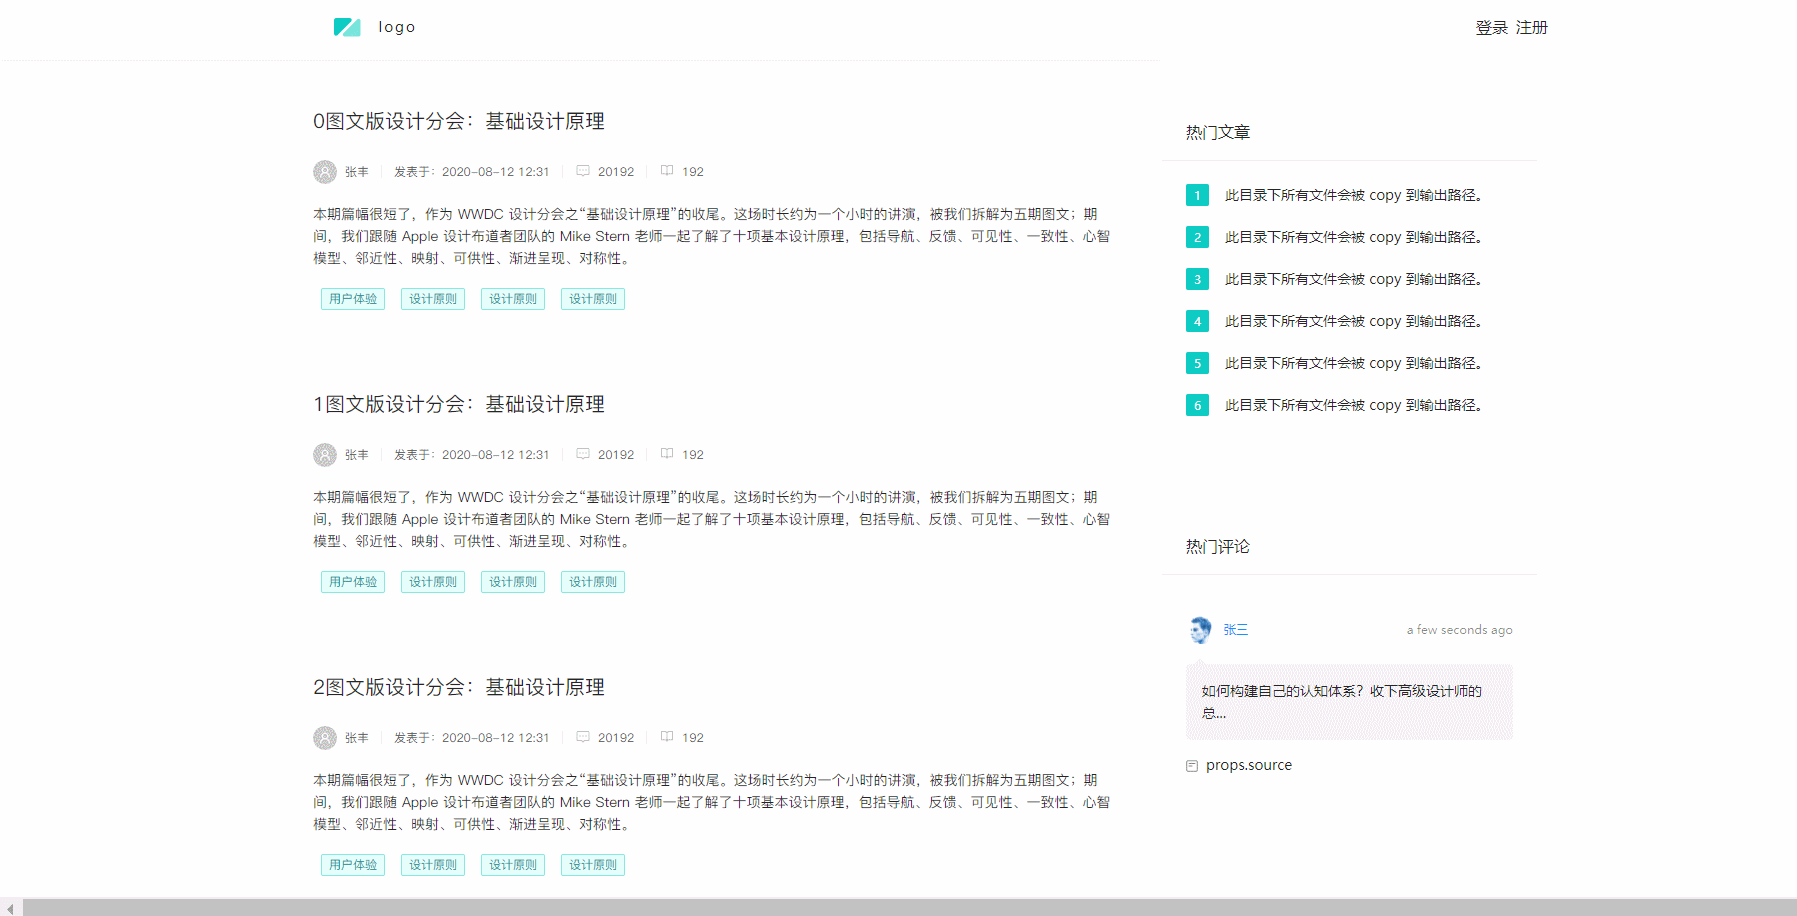 logo
登录 注册
0图文版设计分会：基础设计原理
张丰 发表于：2020-08-12 12:31 20192 192
本期篇幅很短了，作为 WWDC 设计分会之“基础设计原理”的收尾。这场时长约为一个小时的讲演，被我们拆解为五期图文；期
间，我们跟随 Apple 设计布道者团队的 Mike Stern 老师一起了解了十项基本设计原理，包括导航、反馈、可见性、一致性、心智
模型、邻近性、映射、可供性、渐进呈现、对称性。
用户体验 设计原则 设计原则 设计原则
1图文版设计分会：基础设计原理
张丰 发表于：2020-08-12 12:31 20192 192
本期篇幅很短了，作为 WWDC 设计分会之“基础设计原理”的收尾。这场时长约为一个小时的讲演，被我们拆解为五期图文；期
间，我们跟随 Apple 设计布道者团队的 Mike Stern 老师一起了解了十项基本设计原理，包括导航、反馈、可见性、一致性、心智
模型、邻近性、映射、可供性、渐进呈现、对称性。
用户体验 设计原则 设计原则 设计原则
2图文版设计分会：基础设计原理
张丰 发表于：2020-08-12 12:31 20192 192
本期篇幅很短了，作为 WWDC 设计分会之“基础设计原理”的收尾。这场时长约为一个小时的讲演，被我们拆解为五期图文；期
间，我们跟随 Apple 设计布道者团队的 Mike Stern 老师一起了解了十项基本设计原理，包括导航、反馈、可见性、一致性、心智
模型、邻近性、映射、可供性、渐进呈现、对称性。
用户体验 设计原则 设计原则 设计原则
热门文章
1 此目录下所有文件会被 copy 到输出路径。
2 此目录下所有文件会被 copy 到输出路径。
3 此目录下所有文件会被 copy 到输出路径。
4 此目录下所有文件会被 copy 到输出路径。
5 此目录下所有文件会被 copy 到输出路径。
6 此目录下所有文件会被 copy 到输出路径。
热门评论
张三 a few seconds ago
如何构建自己的认知体系？收下高级设计师的
总...
props.source